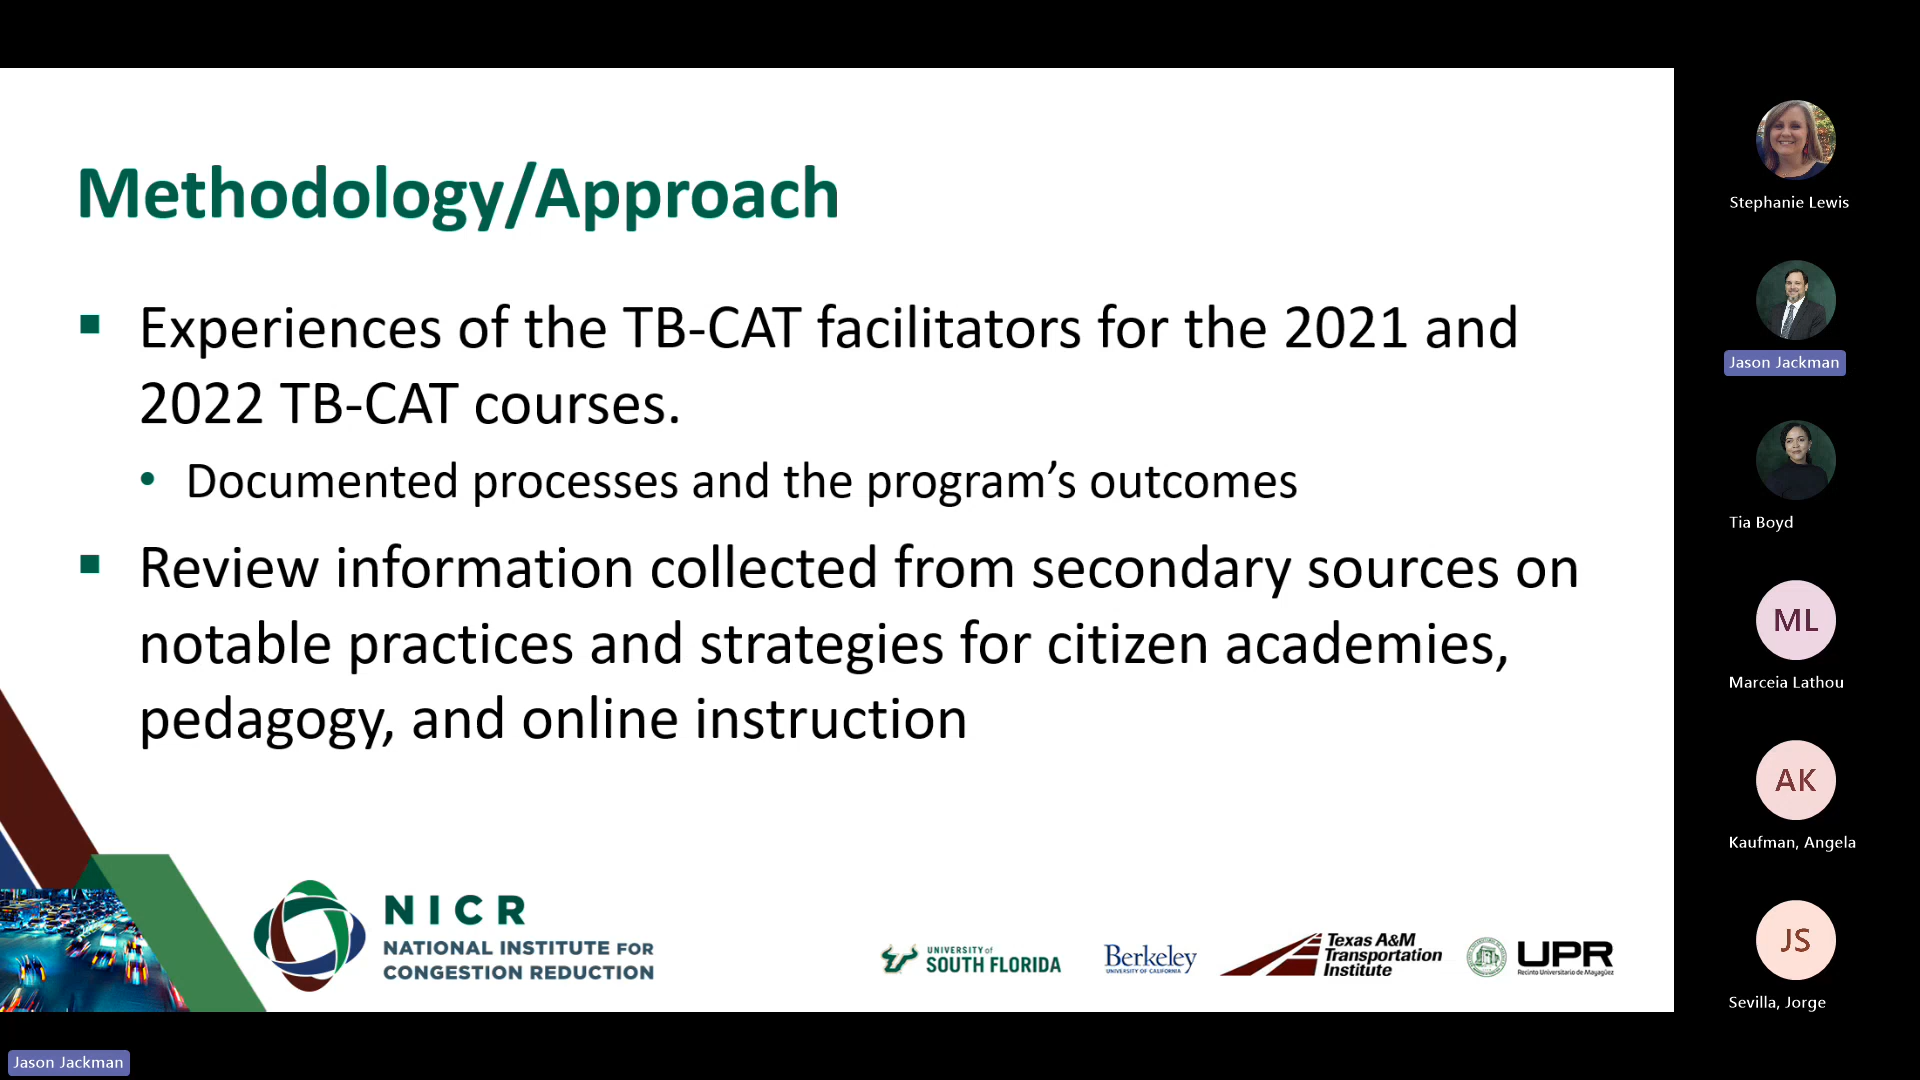 Methodology/Approach
▪ Experiences of the TB-CAT facilitators for the 2021 and
2022 TB-CAT courses.
• Documented processes and the program’s outcomes
▪ Review information collected from secondary sources on
notable practices and strategies for citizen academies,
pedagogy, and online instruction
NICR
NATIONAL INSTITUTE FOR
CONGESTION REDUCTION
UNIVERSITY of
SOUTH FLORIDA
Berkeley
UNIVERSITY OF CALIFORNIA
Texas A&M
Transportation
Institute
UPR
Recinto Universitario de Mayagüez
Stephanie Lewis
Jason Jackman
Tia Boyd
ML
Marceia Lathou
AK
Kaufman, Angela
JS
Sevilla, Jorge
Jason Jackman